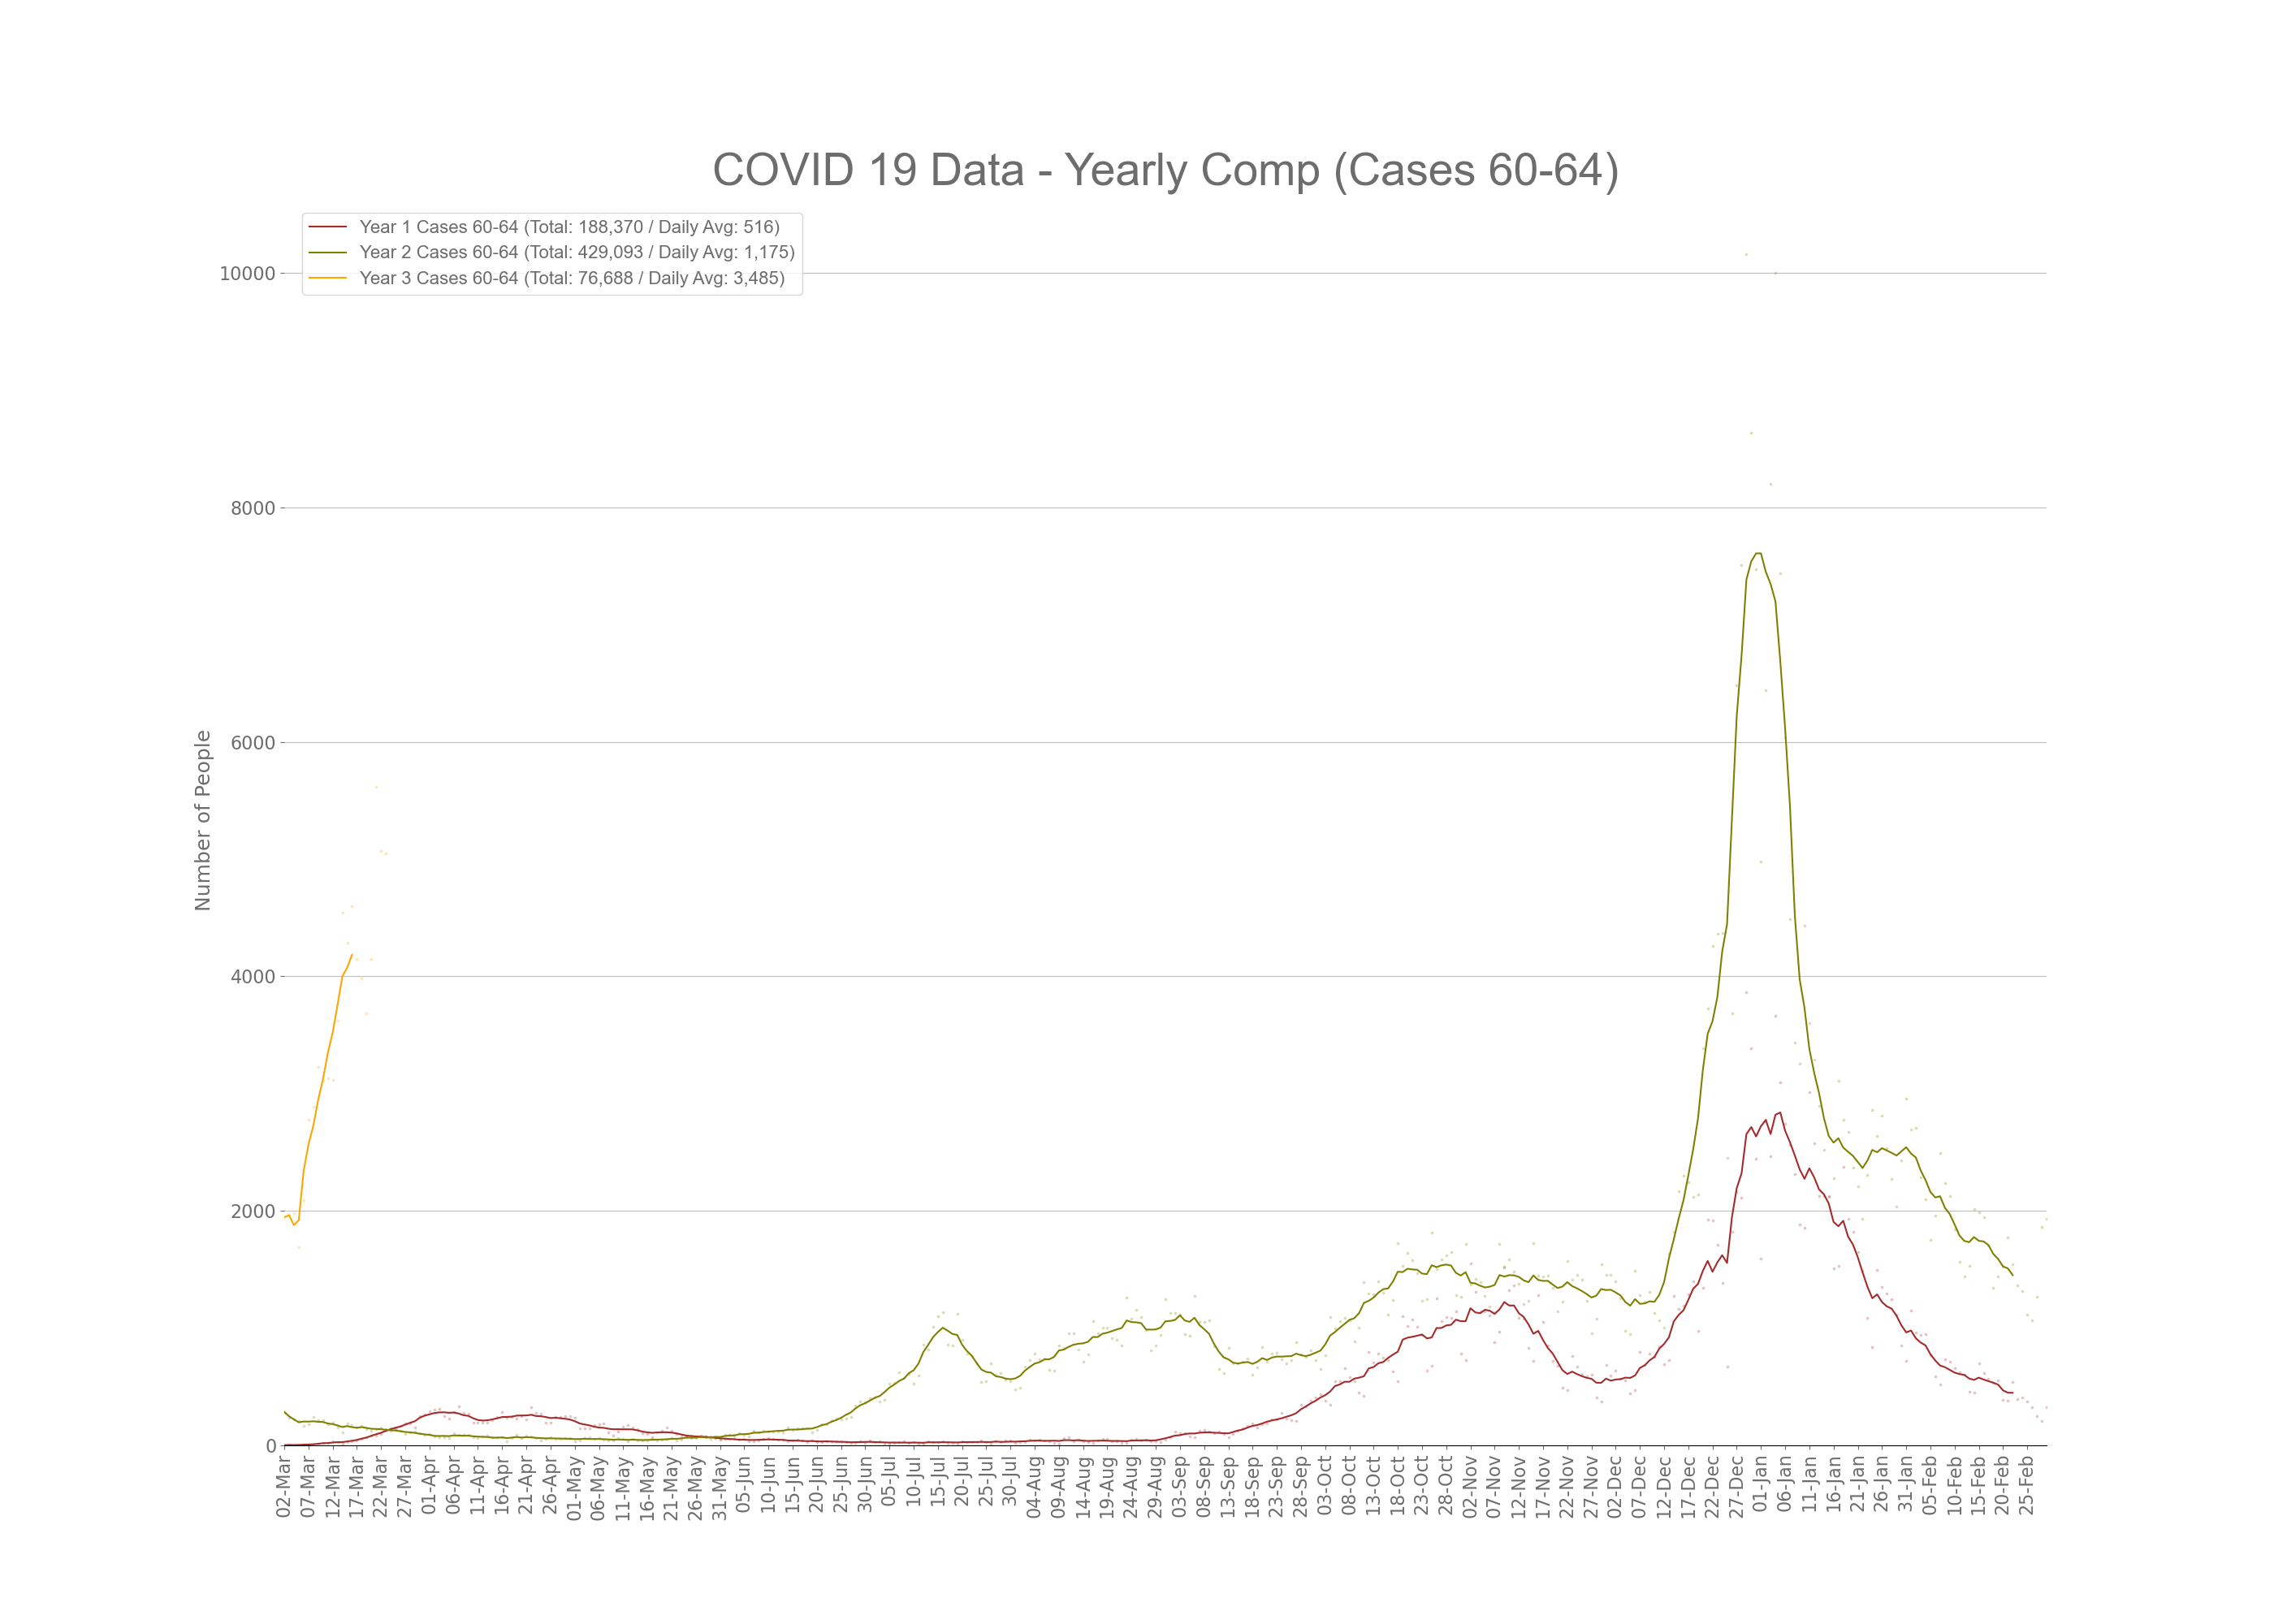 COVID 19 Data - Yearly Comp (Cases 60-64)
Year 1 Cases 60-64 (Total: 188,370 / Daily Avg: 516)
Year 2 Cases 60-64 (Total: 429,093 / Daily Avg: 1,175)
Year 3 Cases 60-64 (Total: 76,688 / Daily Avg: 3,485)
Number of People
10000
8000
6000
4000
2000
0
02-Mar
07-Mar
12-Mar
17-Mar
22-Mar
27-Mar
01-Apr
06-Apr
11-Apr
16-Apr
21-Apr
26-Apr
01-May
06-May
11-May
16-May
21-May
26-May
31-May
05-Jun
10-Jun
15-Jun
20-Jun
25-Jun
30-Jun
05-Jul
10-Jul
15-Jul
20-Jul
25-Jul
30-Jul
04-Aug
09-Aug
14-Aug
19-Aug
24-Aug
29-Aug
03-Sep
08-Sep
13-Sep
18-Sep
23-Sep
28-Sep
03-Oct
08-Oct
13-Oct
18-Oct
23-Oct
28-Oct
02-Nov
07-Nov
12-Nov
17-Nov
22-Nov
27-Nov
02-Dec
07-Dec
12-Dec
17-Dec
22-Dec
27-Dec
01-Jan
06-Jan
11-Jan
16-Jan
21-Jan
26-Jan
31-Jan
05-Feb
10-Feb
15-Feb
20-Feb
25-Feb